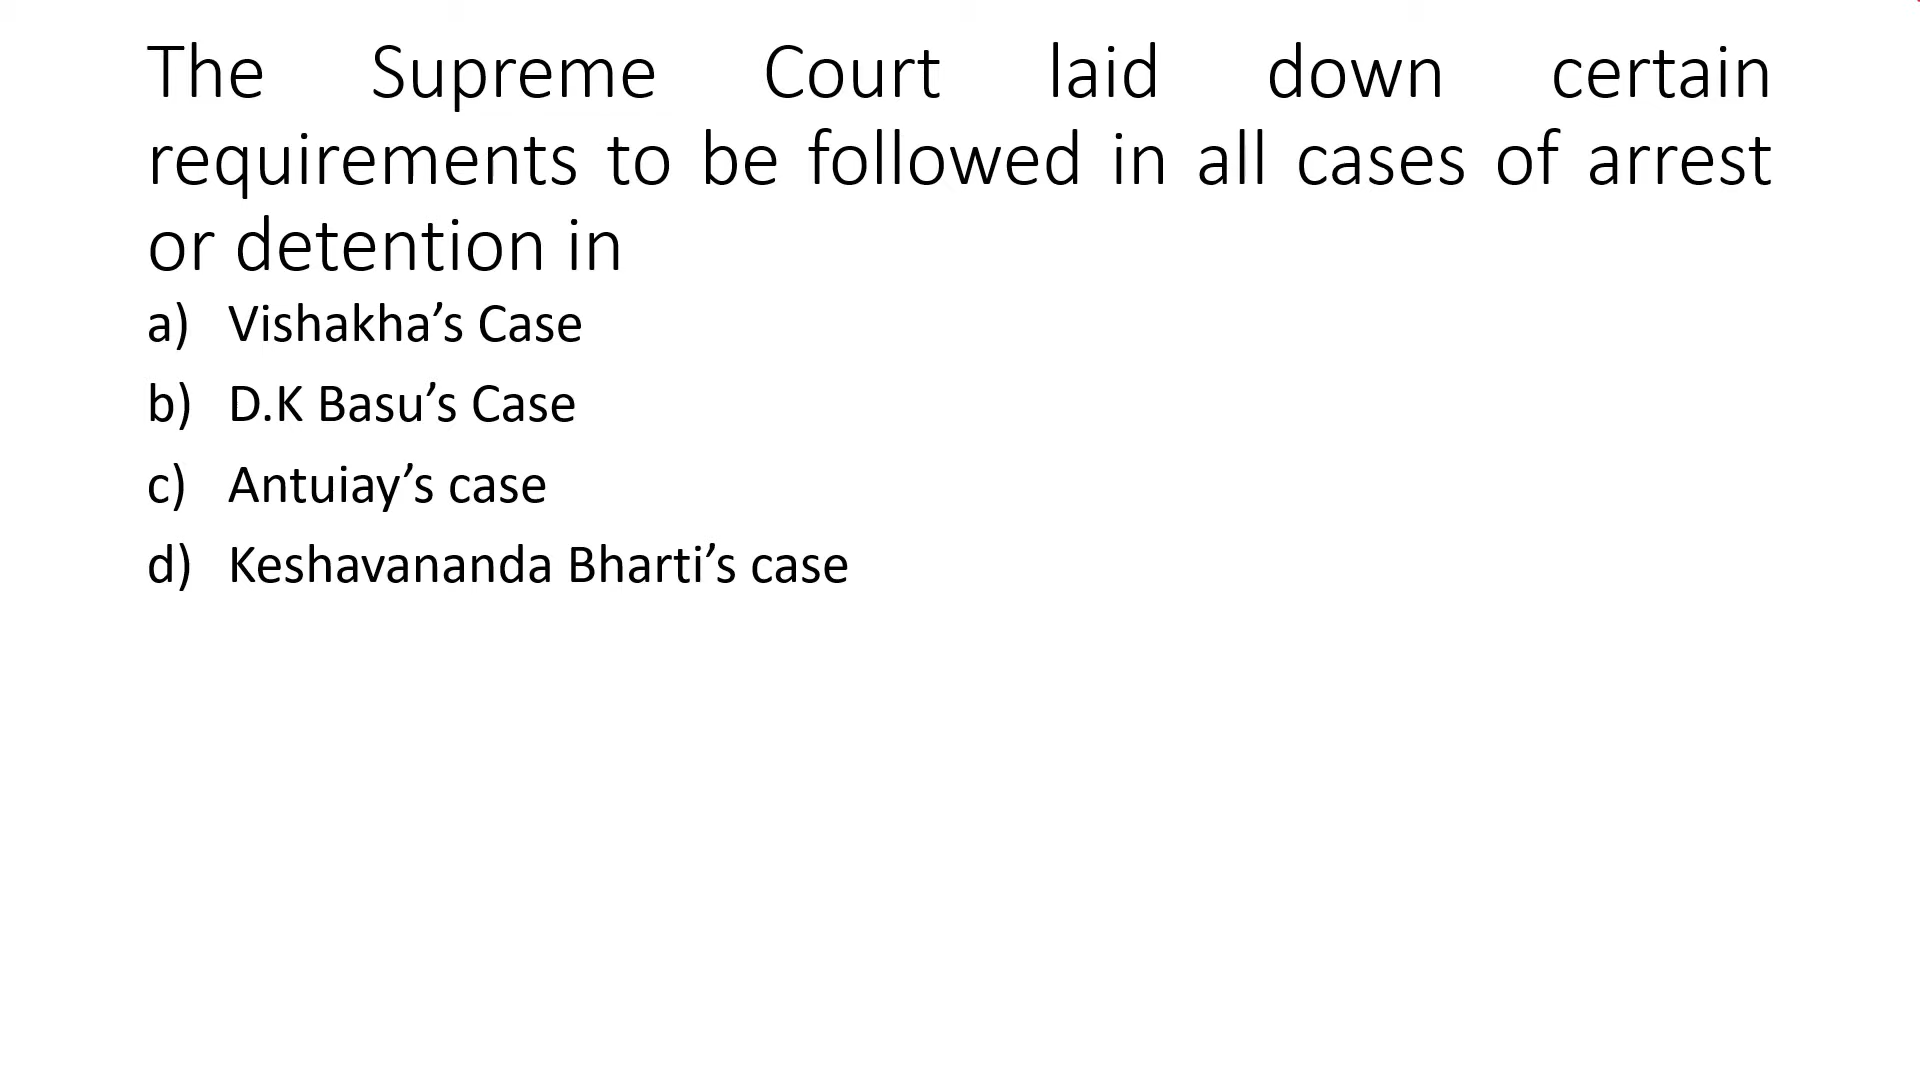 The Supreme Court laid down certain
requirements to be followed in all cases of arrest
or detention in
a) Vishakha’s Case
b) D.K Basu’s Case
c) Antuiay’s case
d) Keshavananda Bharti’s case